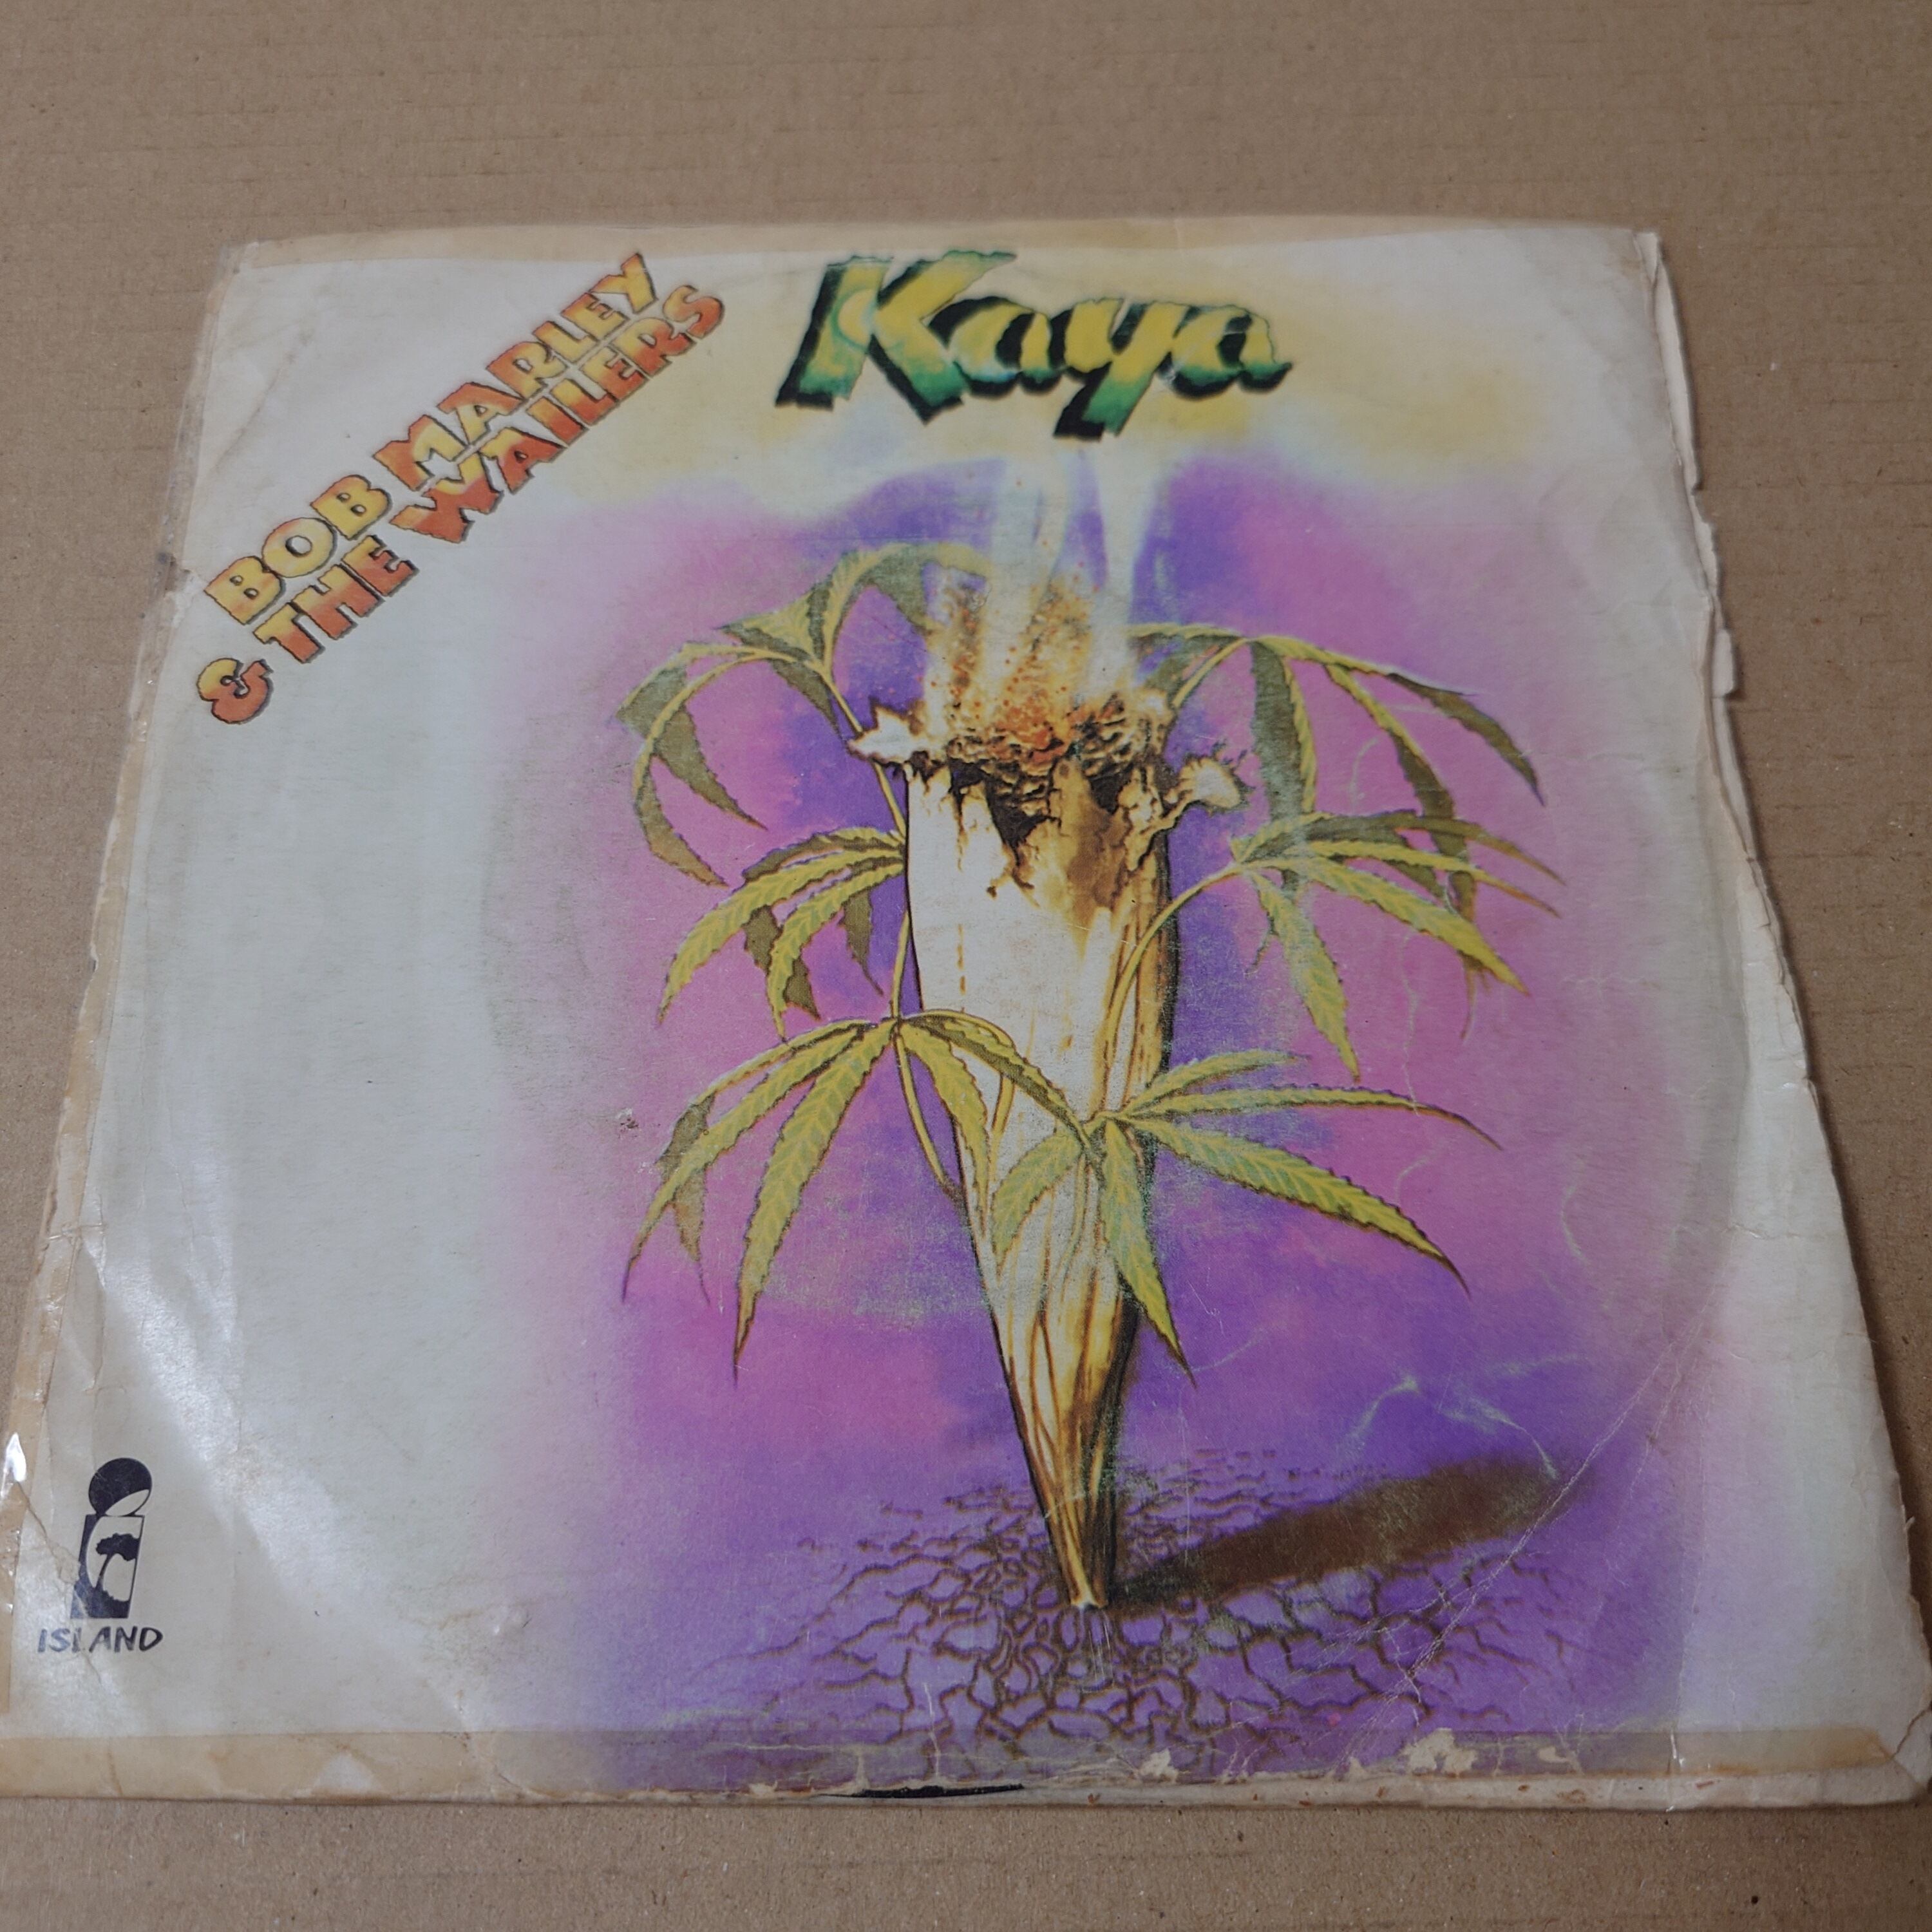 BOB MARLEY
& THE WAILERS
Kaya
ISLAND